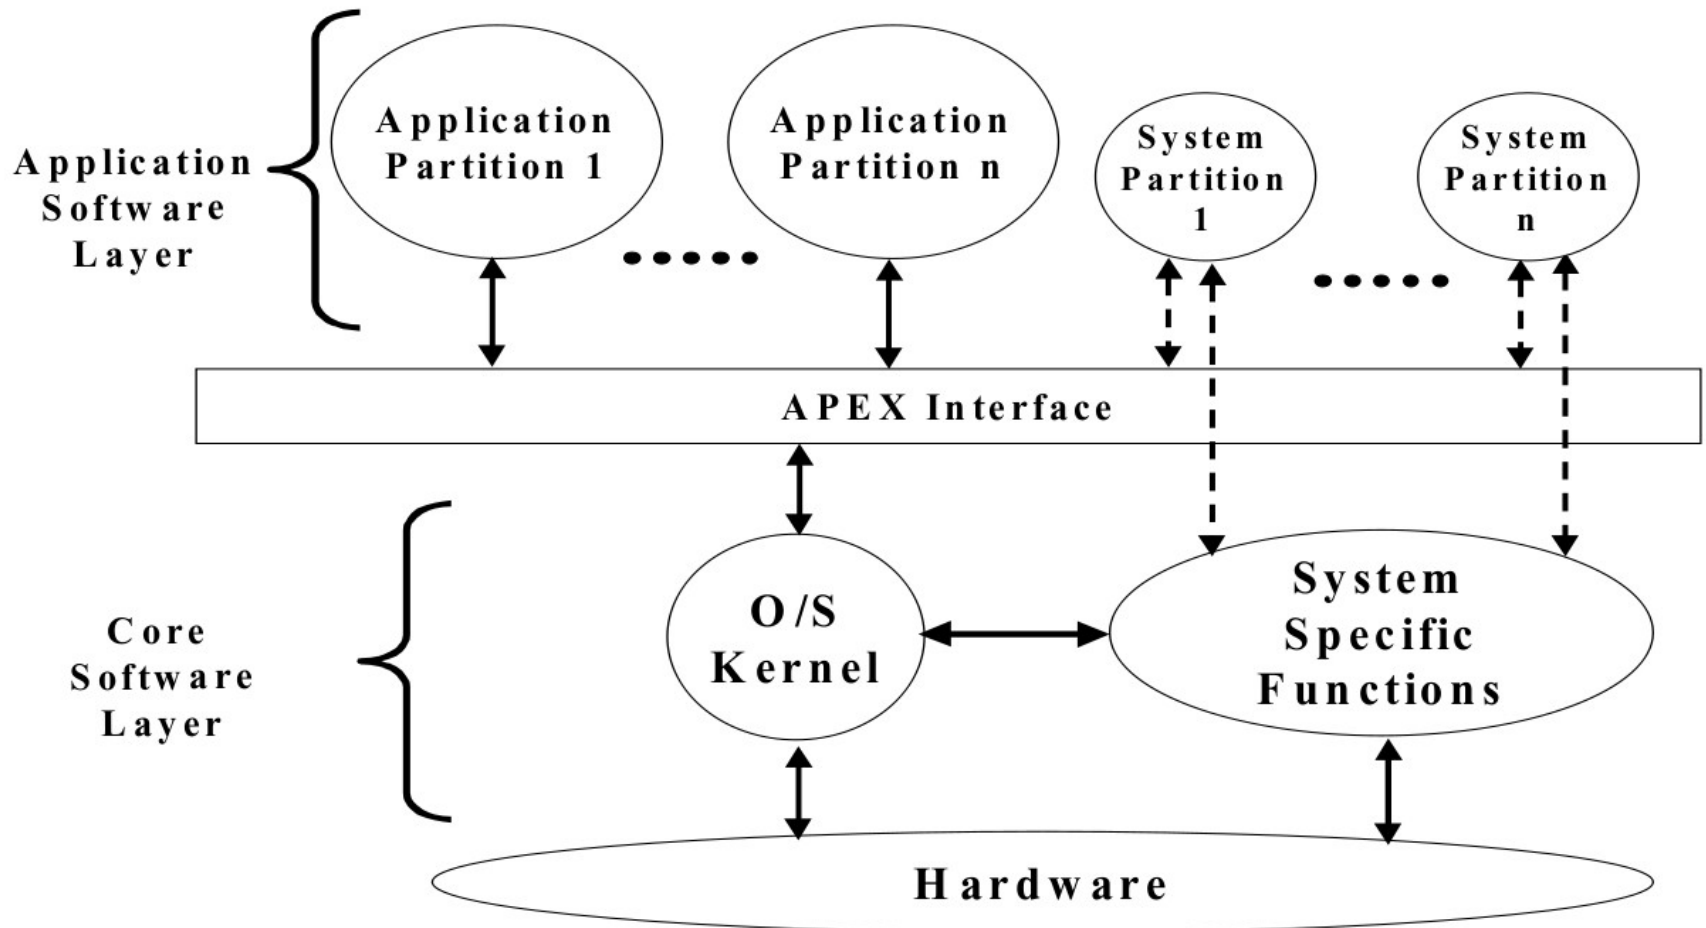 Application
Partition 1
Application
Partition n
System
Partition
1
System
Partition
n
Application
Software
Layer
APEX Interface
Core
Software
Layer
O/S
Kernel
System
Specific
Functions
Hardware